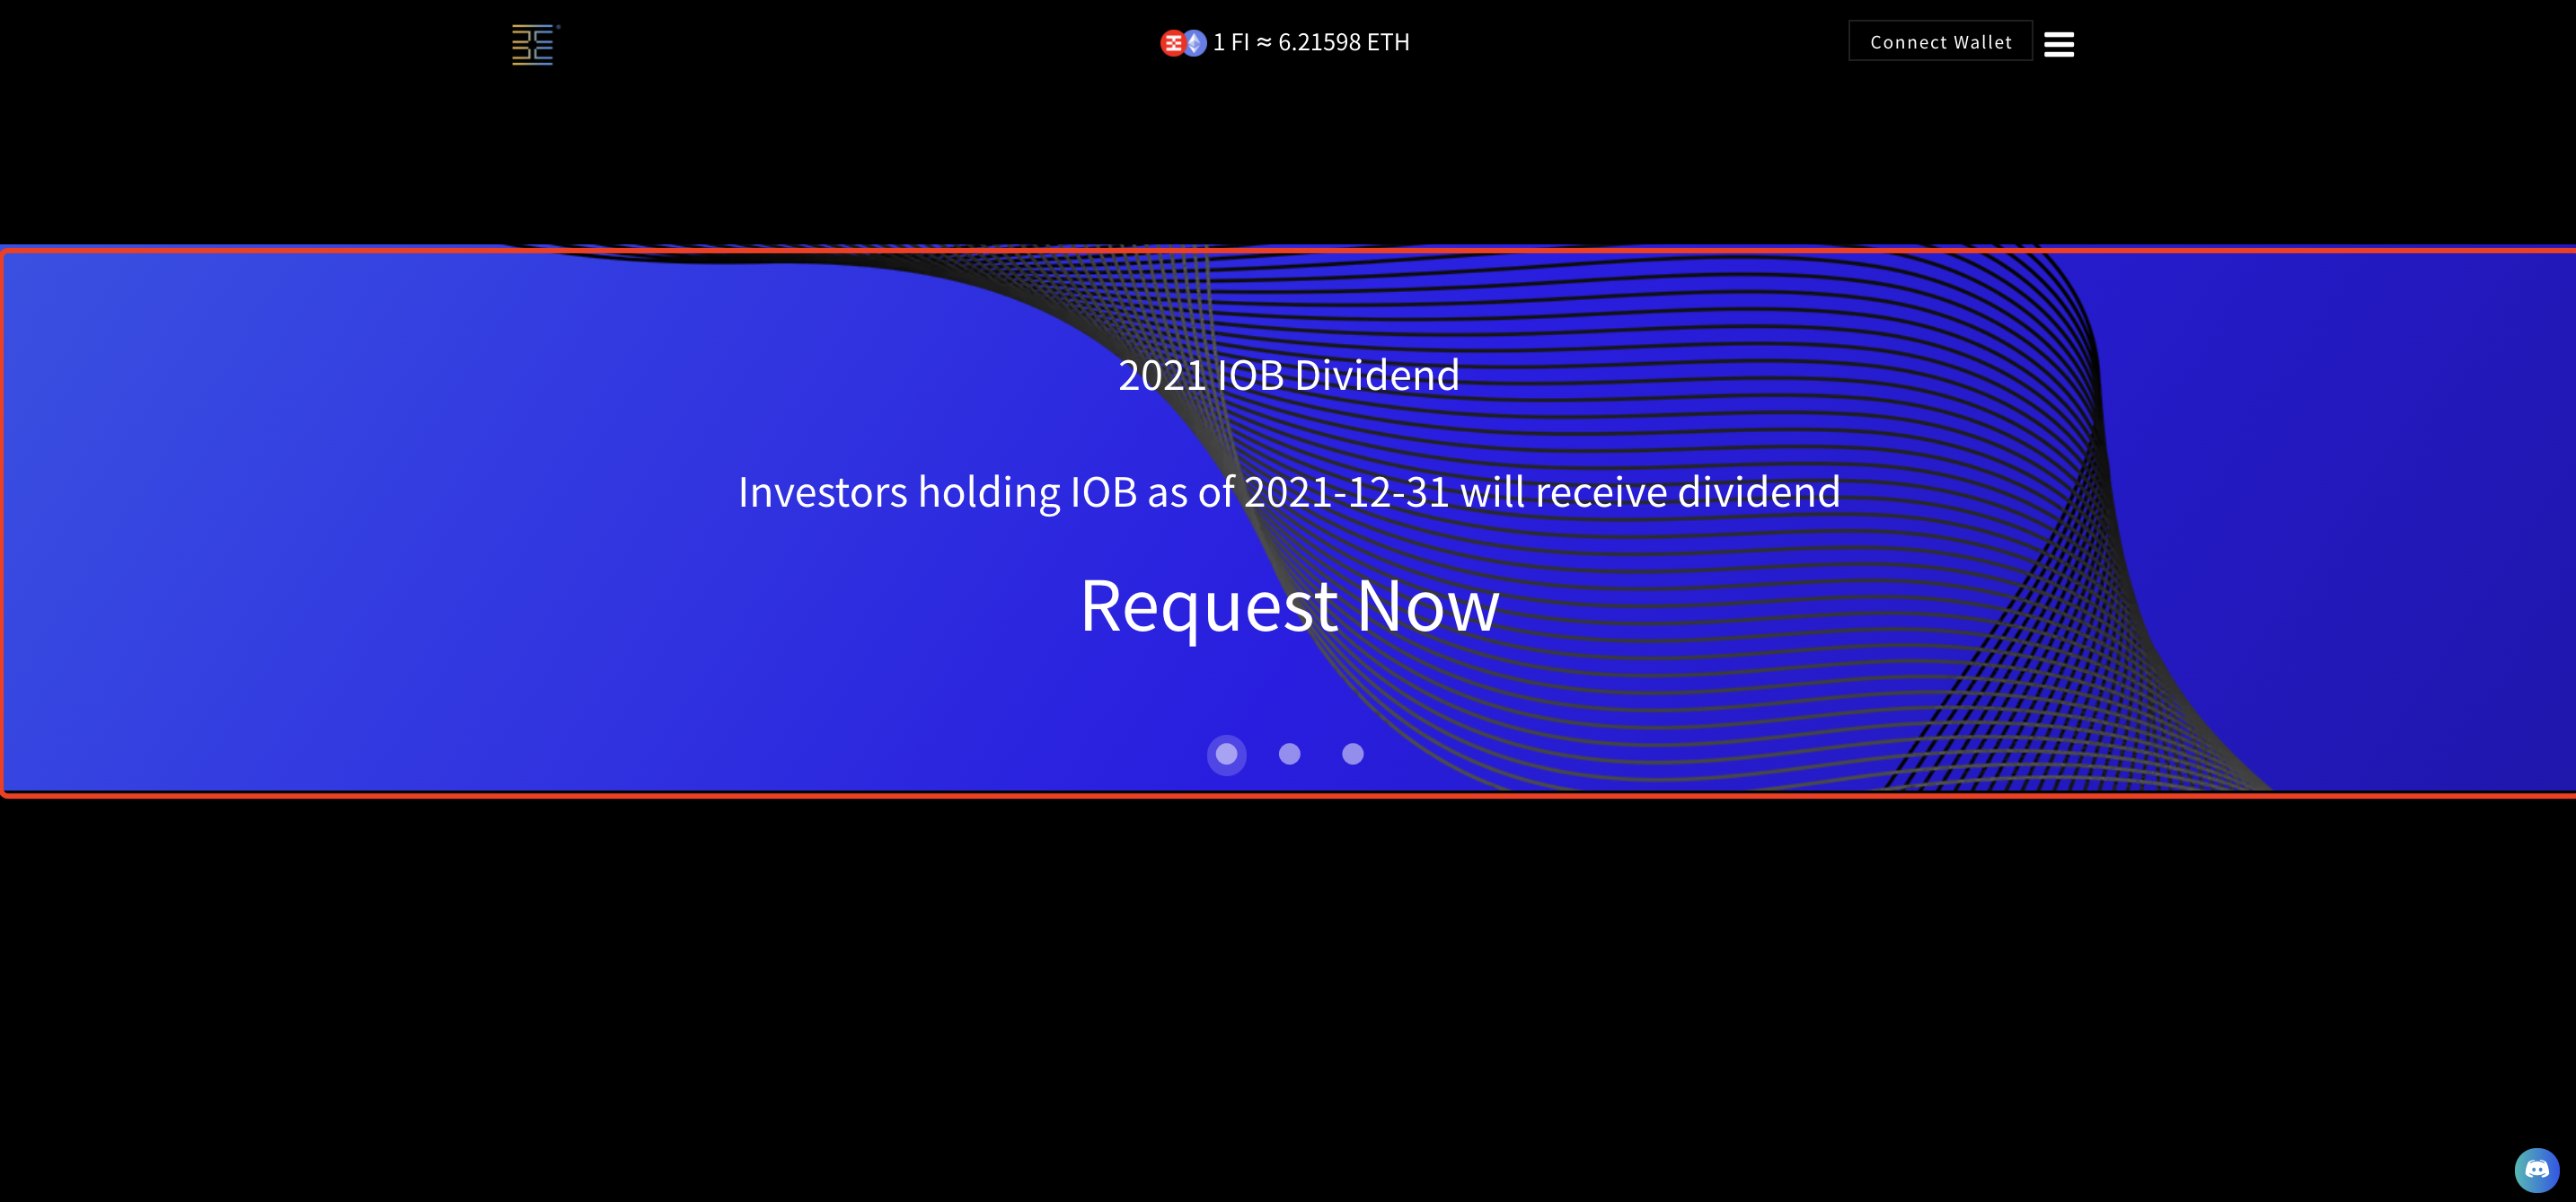 1 FI ≈ 6.21598 ETH
Connect Wallet
2021 IOB Dividend
Investors holding IOB as of 2021-12-31 will receive dividend
Request Now